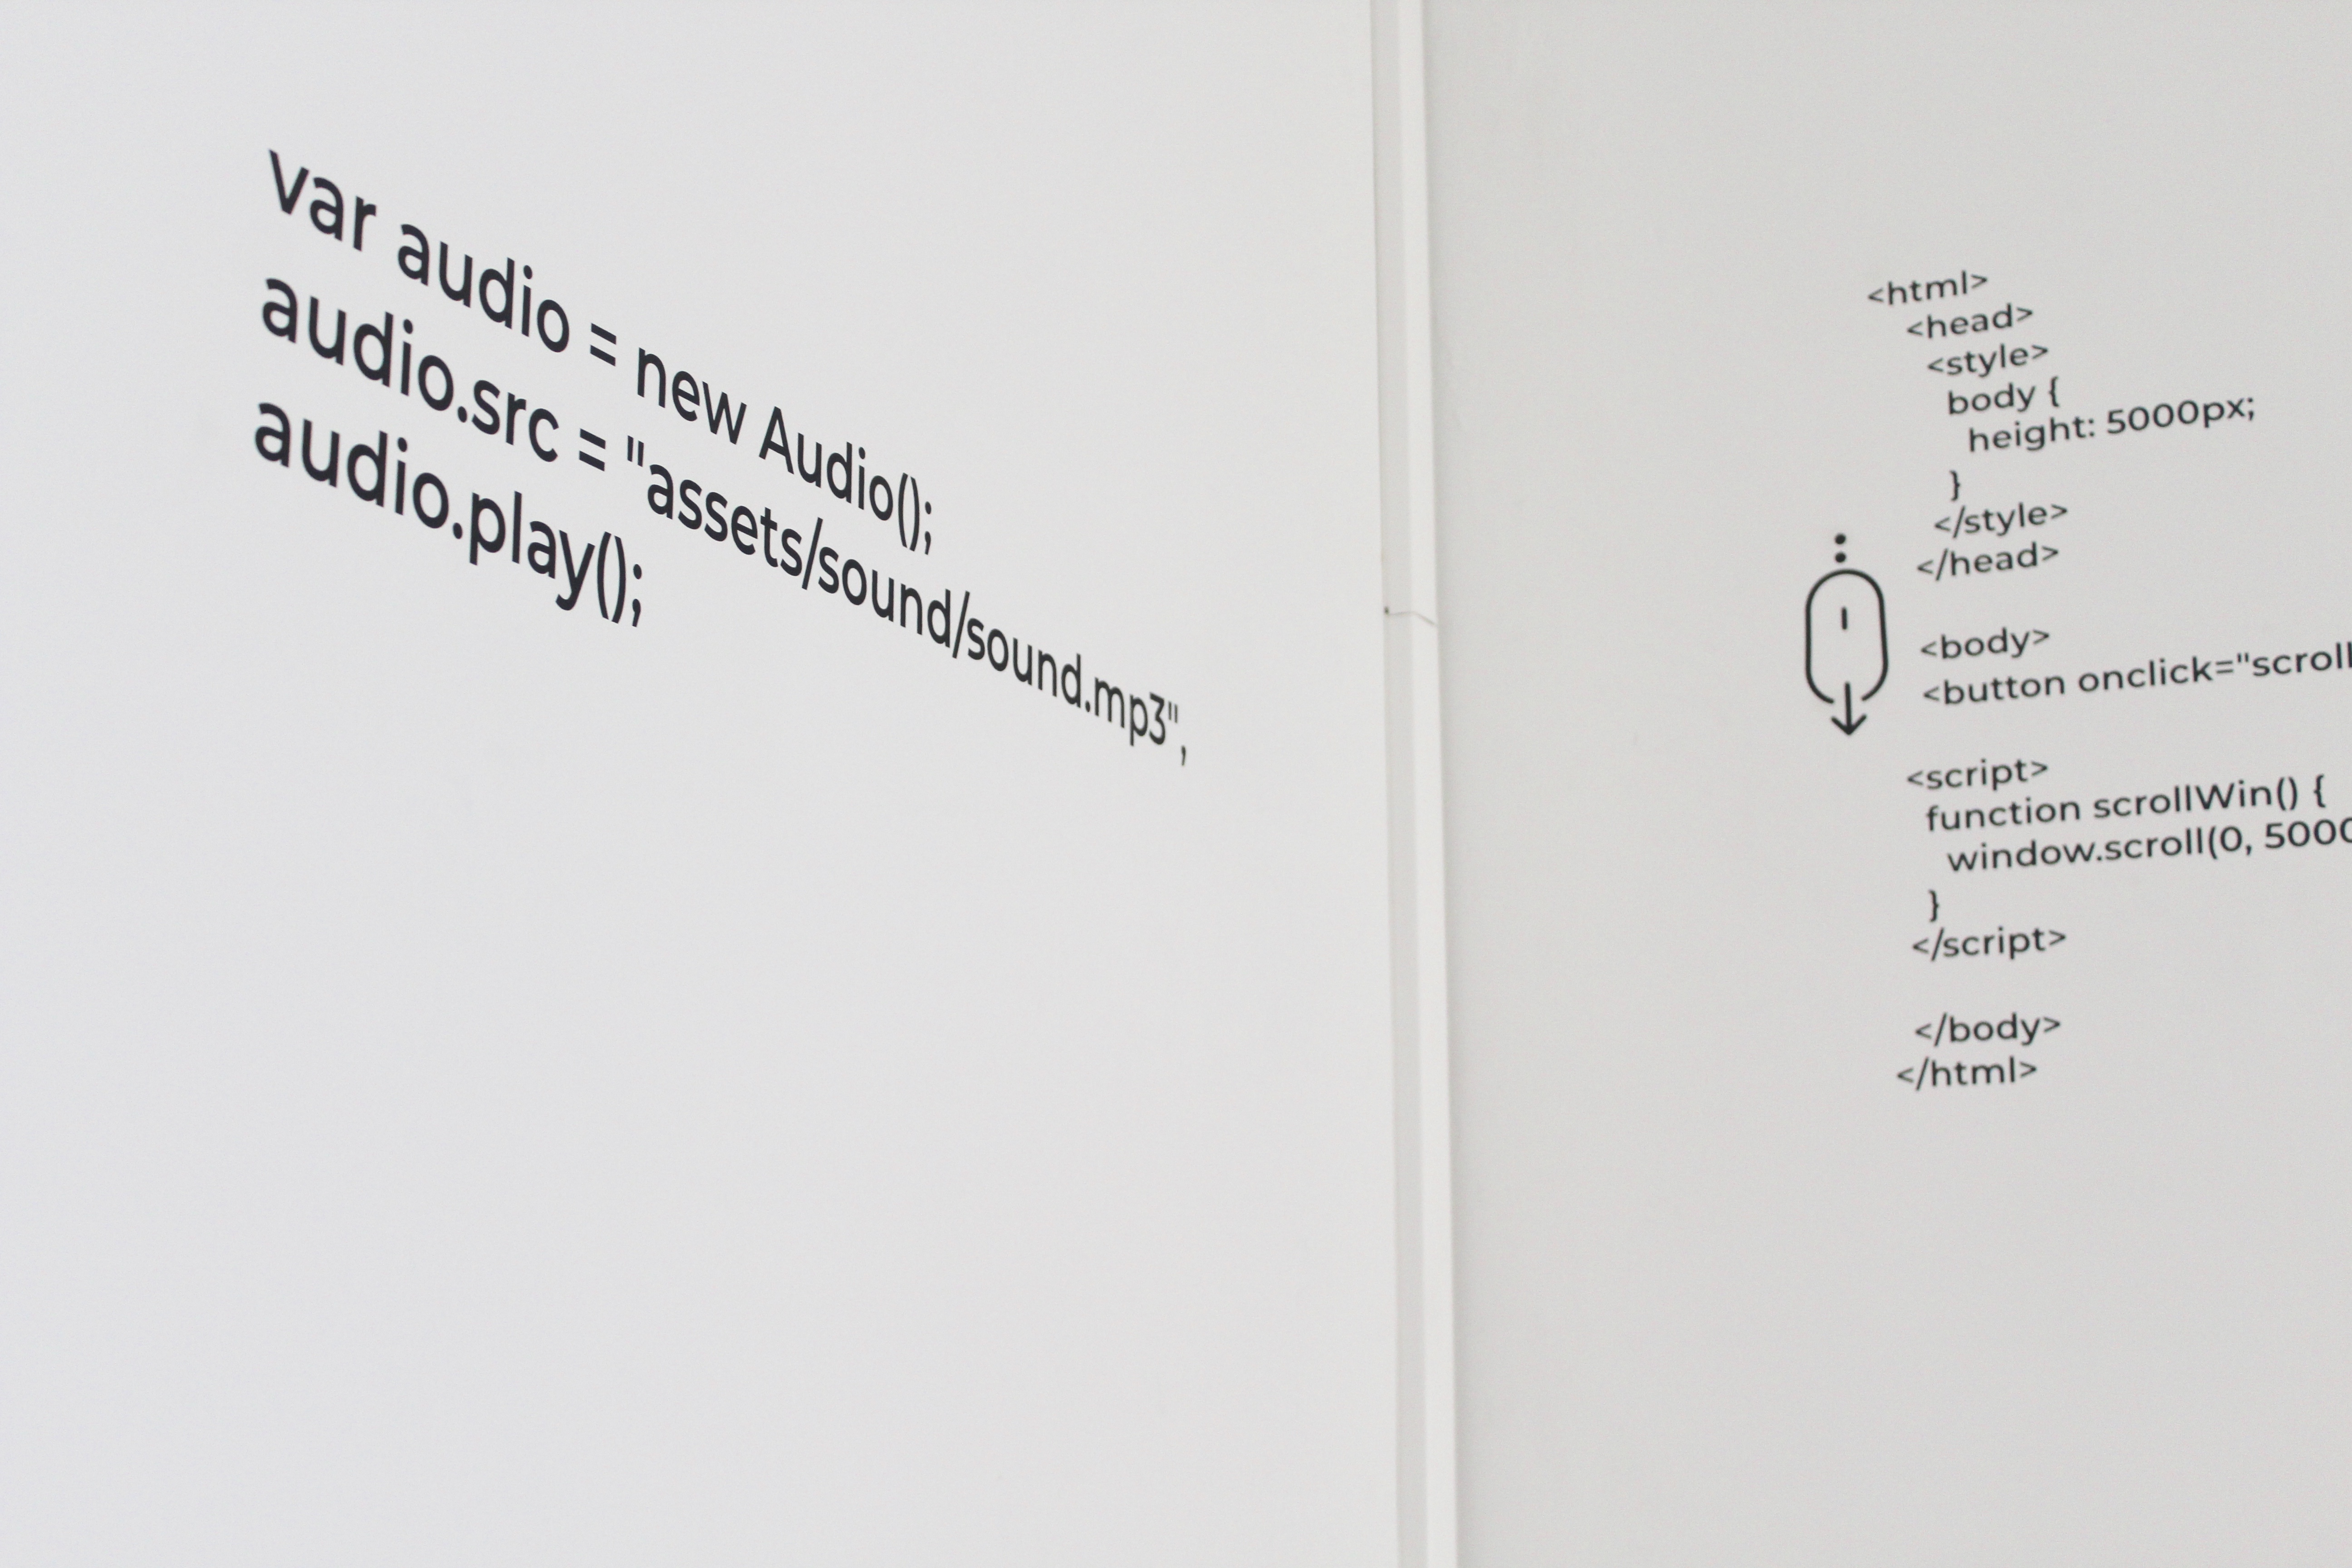 var audio = new Audio();
audio.src = "assets/sound/sound.mp3",
audio.play();
<html>
<head>
<style>
body {
height: 5000px;
}
</style>
</head>
<body>
<button onclick="scroll
<script>
function scrollWin() {
window.scroll(0, 5000
}
</script>
</body>
</html>